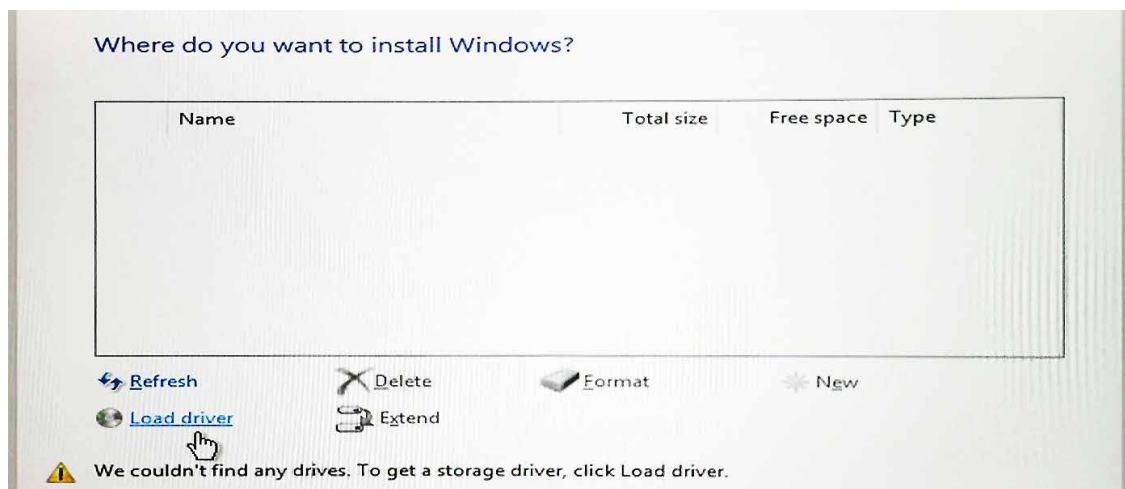 Where do you want to install Windows?
Name Total size Free space Type
Refresh Delete Format New
Load driver Extend
We couldn't find any drives. To get a storage driver, click Load driver.